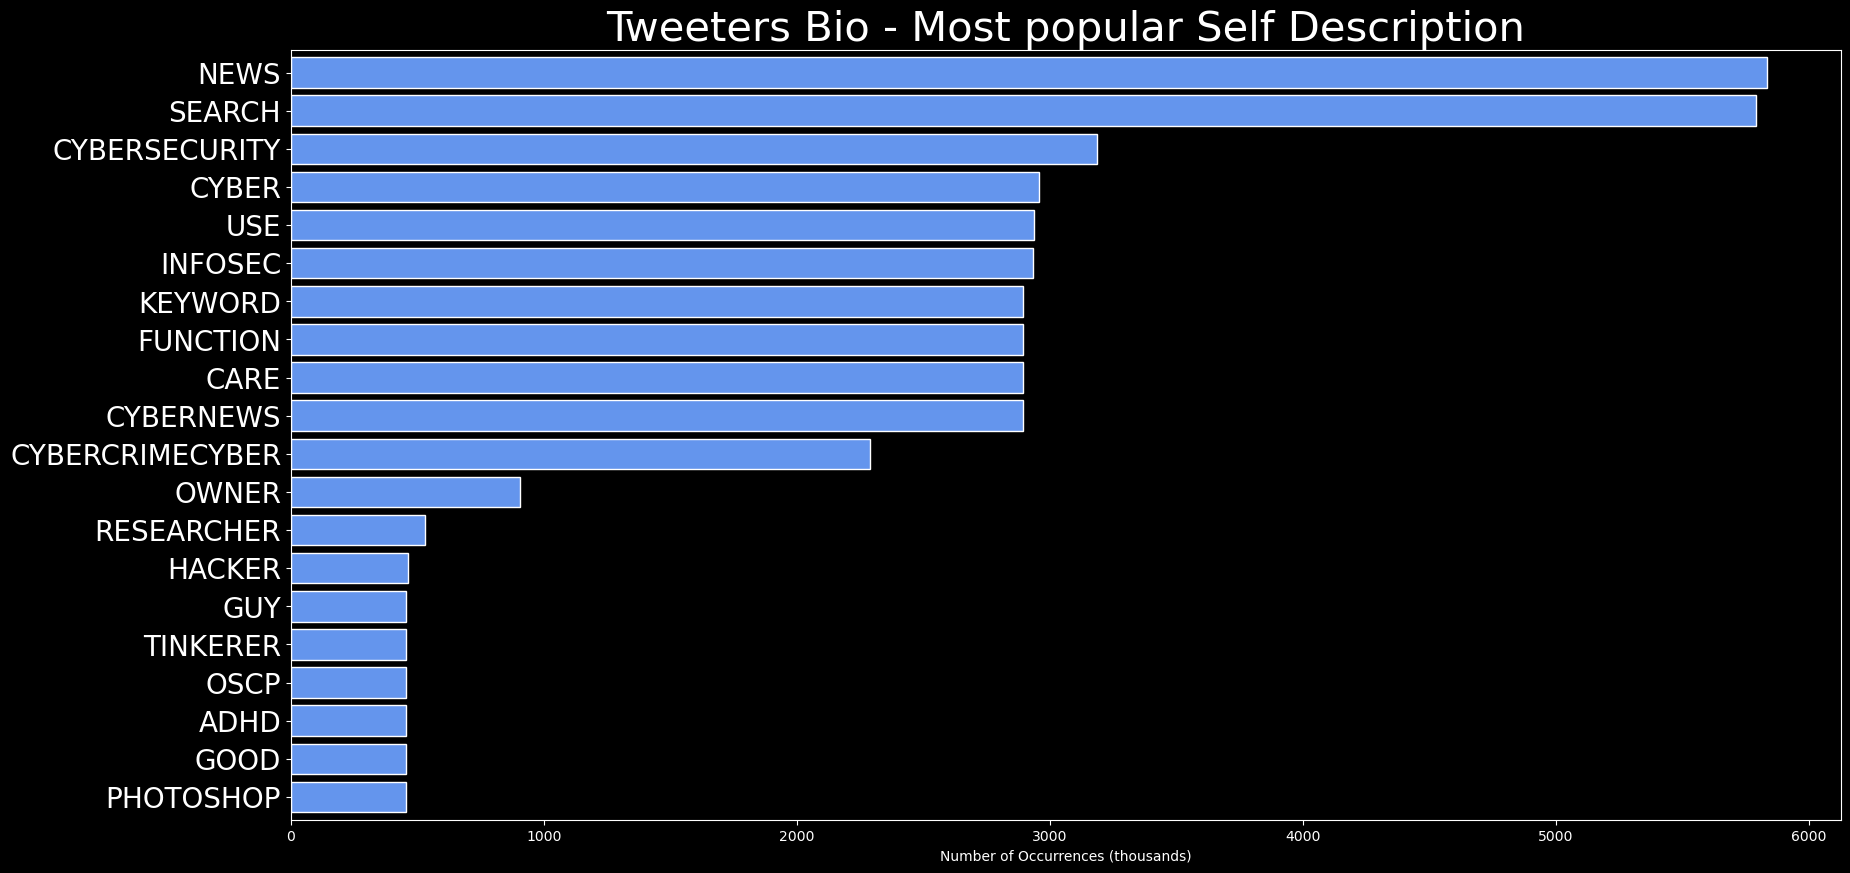 Tweeters Bio - Most popular Self Description
NEWS
SEARCH
CYBERSECURITY
CYBER
USE
INFOSEC
KEYWORD
FUNCTION
CARE
CYBERNEWS
CYBERCRIMECYBER
OWNER
RESEARCHER
HACKER
GUY
TINKERER
OSCP
ADHD
GOOD
PHOTOSHOP
0 1000 2000 3000 4000 5000 6000
Number of Occurrences (thousands)